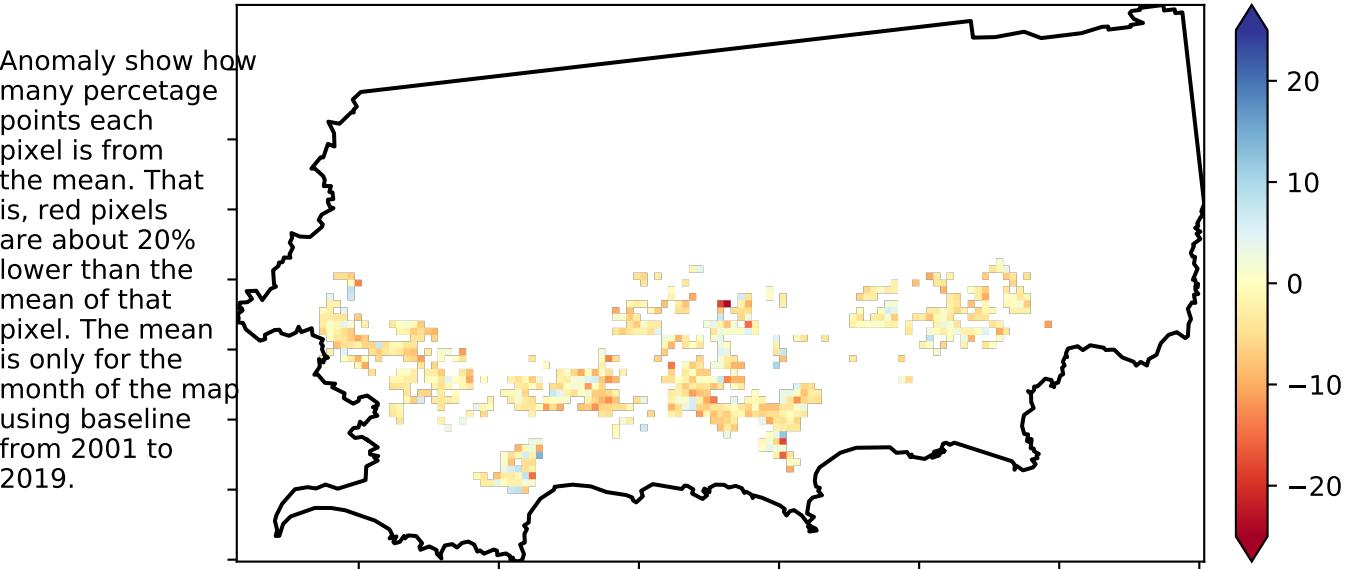 Anomaly show how
many percetage
points each
pixel is from
the mean. That
is, red pixels
are about 20%
lower than the
mean of that
pixel. The mean
is only for the
month of the map
using baseline
from 2001 to
2019.
20
10
0
−10
−20